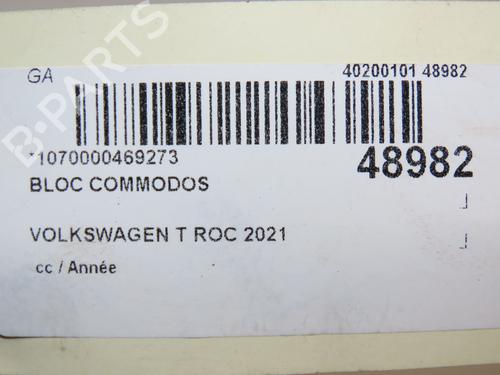 GA
40200101 48982
*1070000469273
48982
BLOC COMMODOS
VOLKSWAGEN T ROC 2021
cc / Année
B-PARTS